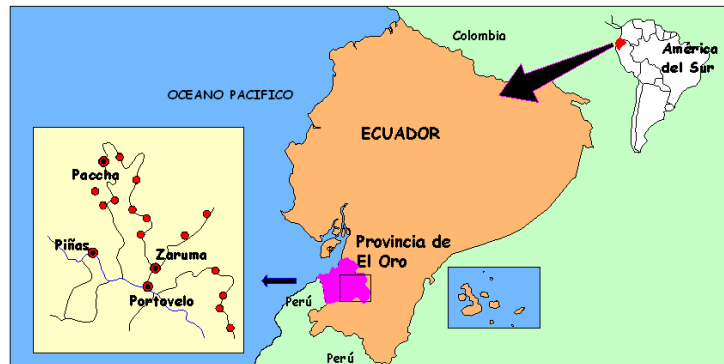 Colombia
América
del Sur
OCEANO PACIFICO
ECUADOR
Paccha
Piñas
Zaruma
Portovelo
Provincia de
El Oro
Perú
Perú